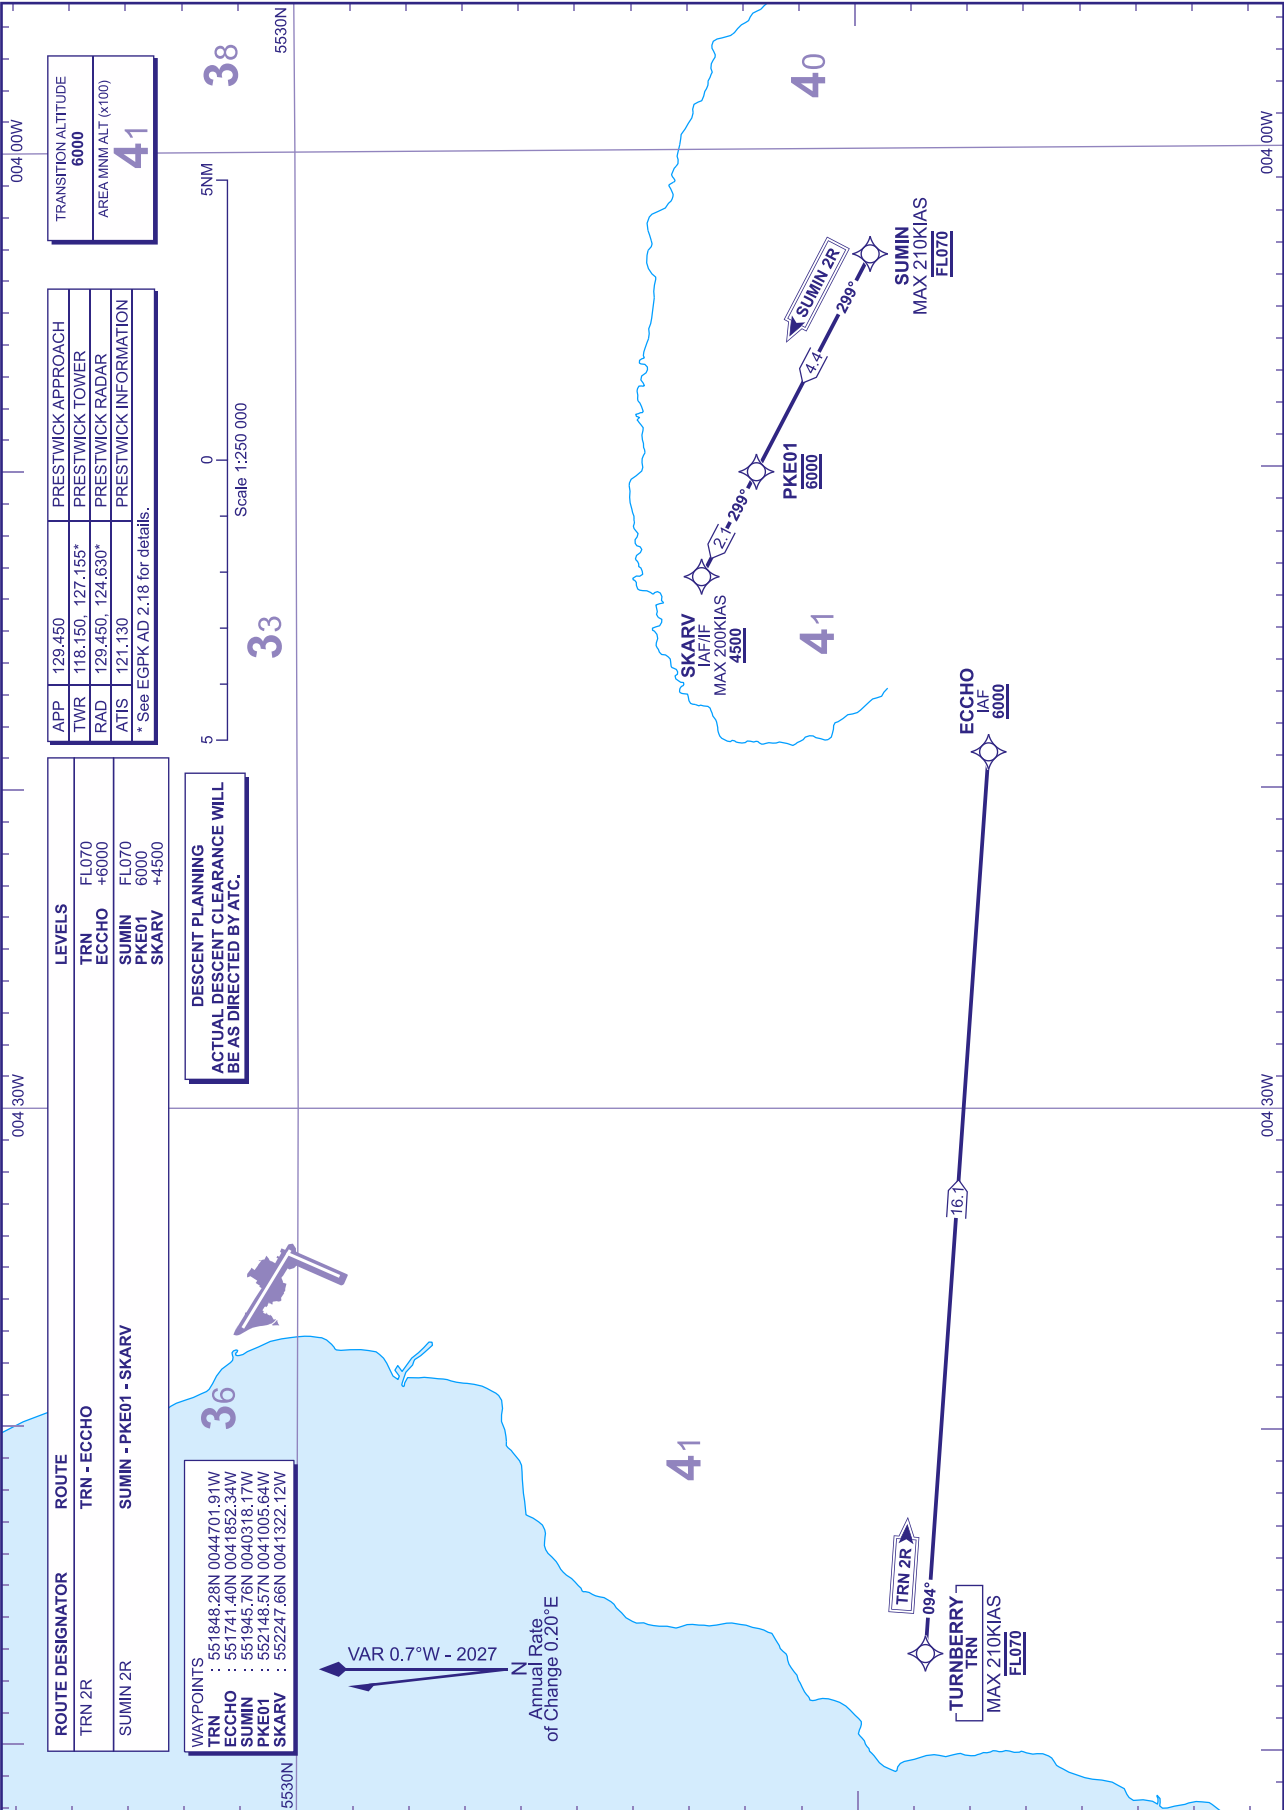 ROUTE DESIGNATOR ROUTE LEVELS
TRN 2R TRN - ECCHO TRN FL070
ECCHO +6000
SUMIN 2R SUMIN - PKE01 - SKARV SUMIN FL070
PKE01 6000
SKARV +4500
APP 129.450 PRESTWICK APPROACH
TWR 118.150, 127.155* PRESTWICK TOWER
RAD 129.450, 124.630* PRESTWICK RADAR
ATIS 121.130 PRESTWICK INFORMATION
* See EGPK AD 2.18 for details.
TRANSITION ALTITUDE
6000
AREA MNM ALT (x100)
41
004 30W
004 00W
WAYPOINTS
TRN : 551848.28N 0044701.91W
ECCHO : 551741.40N 0041852.34W
SUMIN : 551945.76N 0040318.17W
PKE01 : 552148.57N 0041005.64W
SKARV : 552247.66N 0041322.12W
DESCENT PLANNING
ACTUAL DESCENT CLEARANCE WILL
BE AS DIRECTED BY ATC.
5 0 5NM
Scale 1:250 000
36
33
38
5530N
5530N
VAR 0.7°W - 2027
N
Annual Rate
of Change 0.20°E
41
41
40
SKARV
IAF/IF
MAX 200KIAS
4500
2.1
299°
PKE01
6000
4.4
SUMIN 2R
299°
SUMIN
MAX 210KIAS
FL070
TRN 2R
094°
TURNBERRY
TRN
MAX 210KIAS
FL070
16.1
ECCHO
IAF
6000
004 30W
004 00W